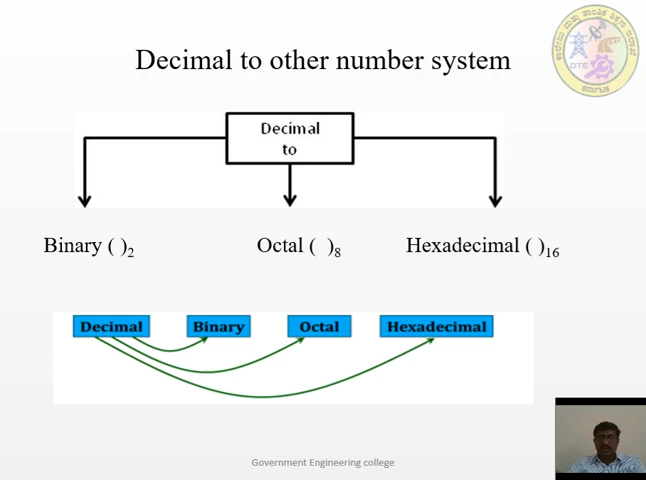 Decimal to other number system
DTE
Decimal
to
Binary ( )2
Octal ( )8
Hexadecimal ( )16
Decimal
Binary
Octal
Hexadecimal
Government Engineering college